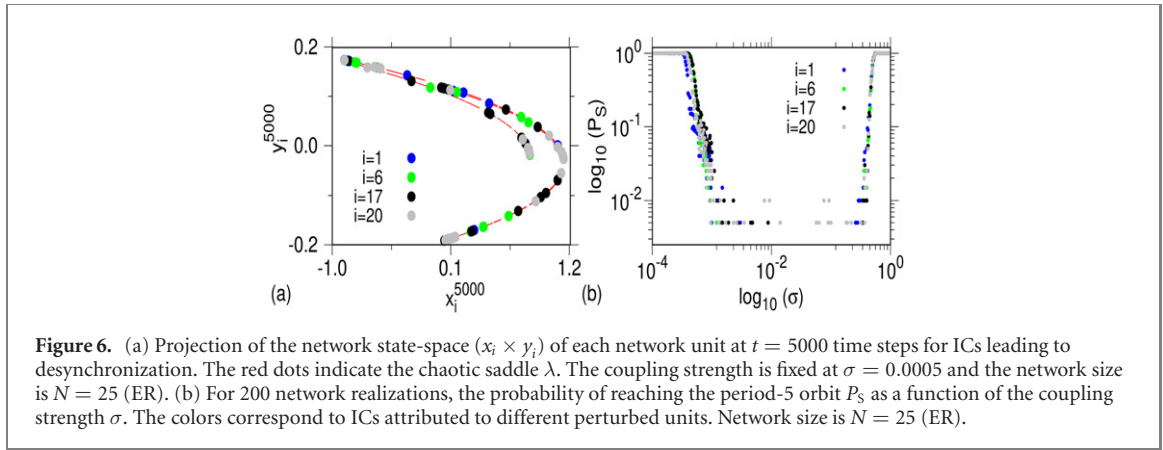 0.2
0.0
-0.2
y_i^5000
i=1
i=6
i=17
i=20
-1.0 0.1 1.2
x_i^5000
(a)
10^0
10^-1
10^-2
log10 (PS)
i=1
i=6
i=17
i=20
10^-4 10^-2 10^0
log10 (σ)
(b)
Figure 6. (a) Projection of the network state-space (x_i × y_i) of each network unit at t = 5000 time steps for ICs leading to
desynchronization. The red dots indicate the chaotic saddle λ. The coupling strength is fixed at σ = 0.0005 and the network size
is N = 25 (ER). (b) For 200 network realizations, the probability of reaching the period-5 orbit P_S as a function of the coupling
strength σ. The colors correspond to ICs attributed to different perturbed units. Network size is N = 25 (ER).